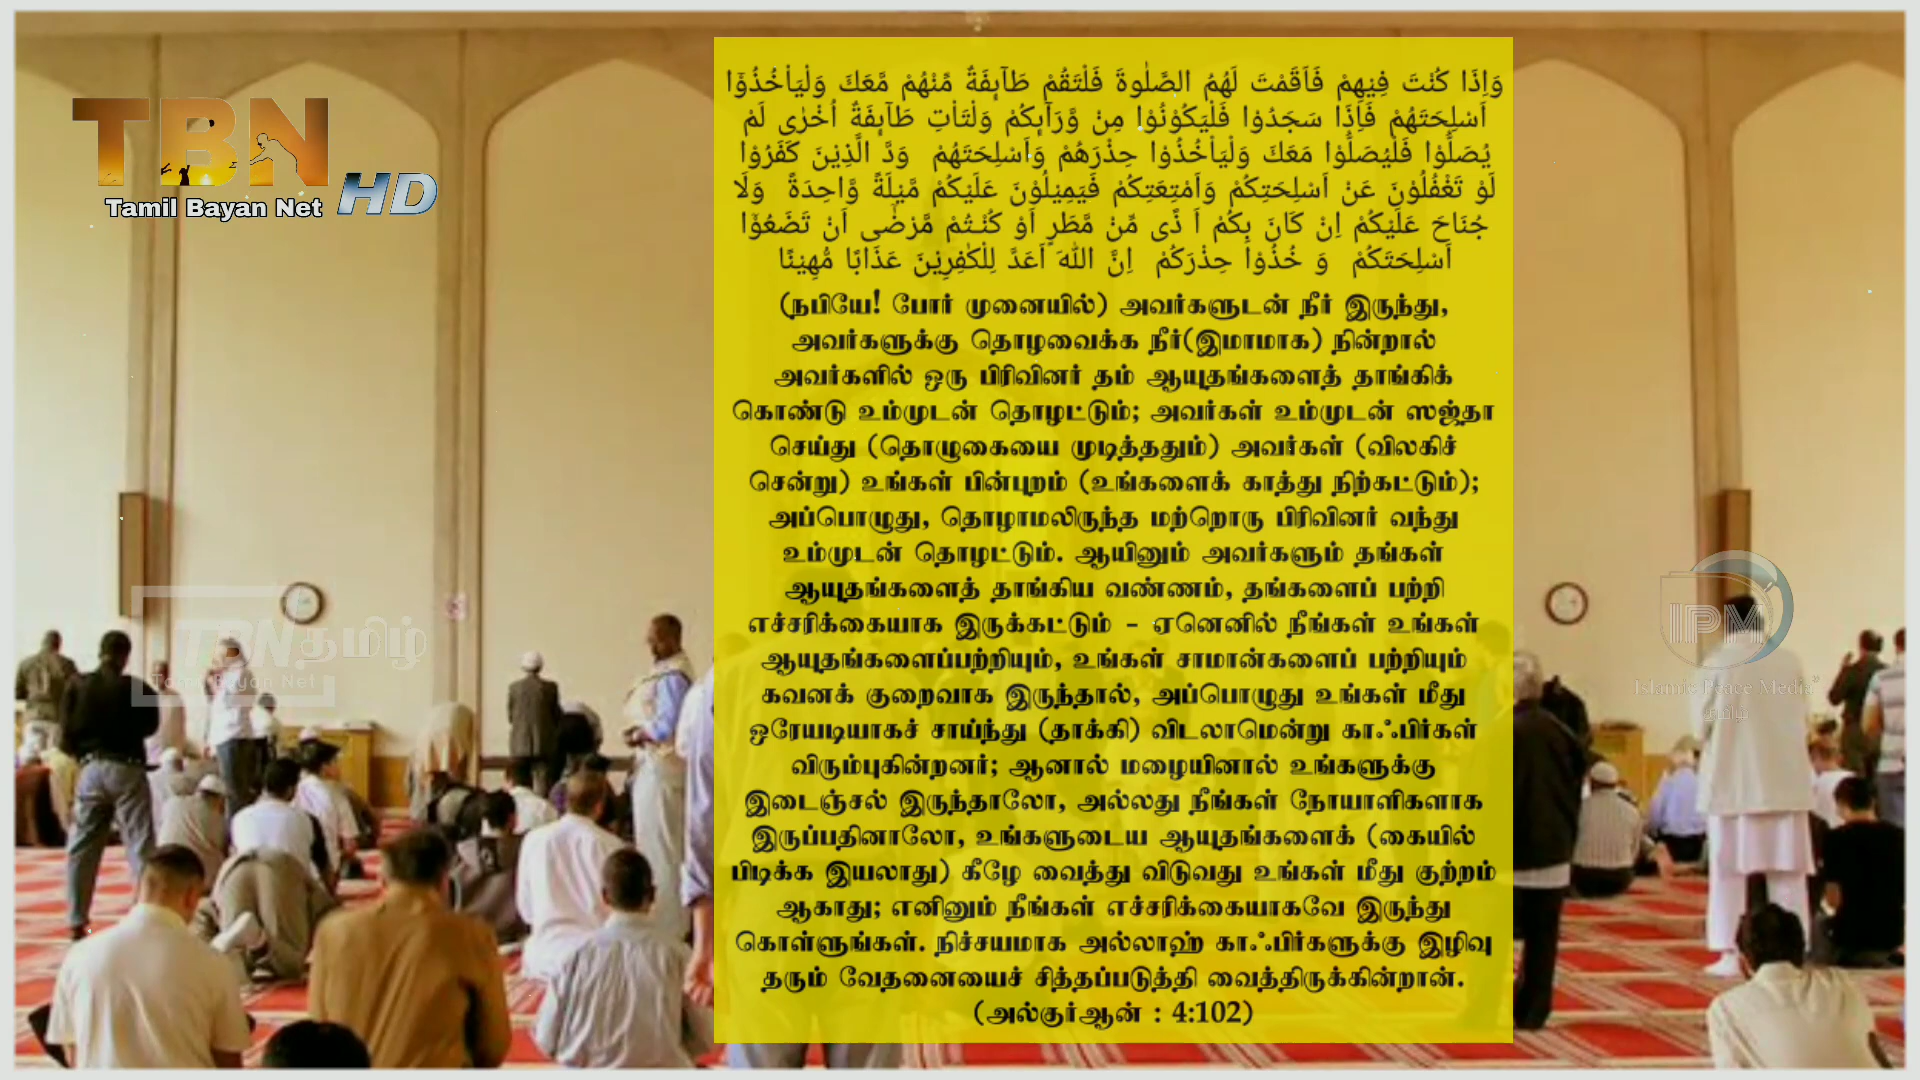 TBN
Tamil Bayan Net HD
وَاِذَا كُنْتَ فِيْهِمْ فَاَقَمْتَ لَهُمُ الصَّلٰوةَ فَلْتَقُمْ طَآٮِٕفَةٌ مِّنْهُمْ مَّعَكَ وَلْيَاْخُذُوْۤا
اَسْلِحَتَهُمْ فَاِذَا سَجَدُوْا فَلْيَكُوْنُوْا مِنْ وَّرَآٮِٕكُمْ وَلْتَاْتِ طَآٮِٕفَةٌ اُخْرٰى لَمْ
يُصَلُّوْا فَلْيُصَلُّوْا مَعَكَ وَلْيَاْخُذُوْا حِذْرَهُمْ وَاَسْلِحَتَهُمْ وَدَّ الَّذِيْنَ كَفَرُوْا
لَوْ تَغْفُلُوْنَ عَنْ اَسْلِحَتِكُمْ وَاَمْتِعَتِكُمْ فَيَمِيْلُوْنَ عَلَيْكُمْ مَّيْلَةً وَّاحِدَةً وَلَا
جُنَاحَ عَلَيْكُمْ اِنْ كَانَ بِكُمْ اَ ذًى مِّنْ مَّطَرٍ اَوْ كُنْـتُمْ مَّرْضٰۤى اَنْ تَضَعُوْۤا
اَسْلِحَتَكُمْ وَ خُذُوْا حِذْرَكُمْ اِنَّ اللّٰهَ اَعَدَّ لِلْكٰفِرِيْنَ عَذَابًا مُّهِيْنًا
(நபியே! போர் முனையில்) அவர்களுடன் நீர் இருந்து,
அவர்களுக்கு தொழவைக்க நீர்(இமாமாக) நின்றால்
அவர்களில் ஒரு பிரிவினர் தம் ஆயுதங்களைத் தாங்கிக்
கொண்டு உம்முடன் தொழட்டும்; அவர்கள் உம்முடன் ஸஜ்தா
செய்து (தொழுகையை முடித்ததும்) அவர்கள் (விலகிச்
சென்று) உங்கள் பின்புறம் (உங்களைக் காத்து நிற்கட்டும்);
அப்பொழுது, தொழாமலிருந்த மற்றொரு பிரிவினர் வந்து
உம்முடன் தொழட்டும். ஆயினும் அவர்களும் தங்கள்
ஆயுதங்களைத் தாங்கிய வண்ணம், தங்களைப் பற்றி
எச்சரிக்கையாக இருக்கட்டும் - ஏனெனில் நீங்கள் உங்கள்
ஆயுதங்களைப்பற்றியும், உங்கள் சாமான்களைப் பற்றியும்
கவனக் குறைவாக இருந்தால், அப்பொழுது உங்கள் மீது
ஒரேயடியாகச் சாய்ந்து (தாக்கி) விடலாமென்று காஃபிர்கள்
விரும்புகின்றனர்; ஆனால் மழையினால் உங்களுக்கு
இடைஞ்சல் இருந்தாலோ, அல்லது நீங்கள் நோயாளிகளாக
இருப்பதினாலோ, உங்களுடைய ஆயுதங்களைக் (கையில்
பிடிக்க இயலாது) கீழே வைத்து விடுவது உங்கள் மீது குற்றம்
ஆகாது; எனினும் நீங்கள் எச்சரிக்கையாகவே இருந்து
கொள்ளுங்கள். நிச்சயமாக அல்லாஹ் காஃபிர்களுக்கு இழிவு
தரும் வேதனையைச் சித்தப்படுத்தி வைத்திருக்கின்றான்.
(அல்குர்ஆன் : 4:102)
TBN தமிழ்
Tamil Bayan Net
IPM
Islamic Peace Media
தமிழ்